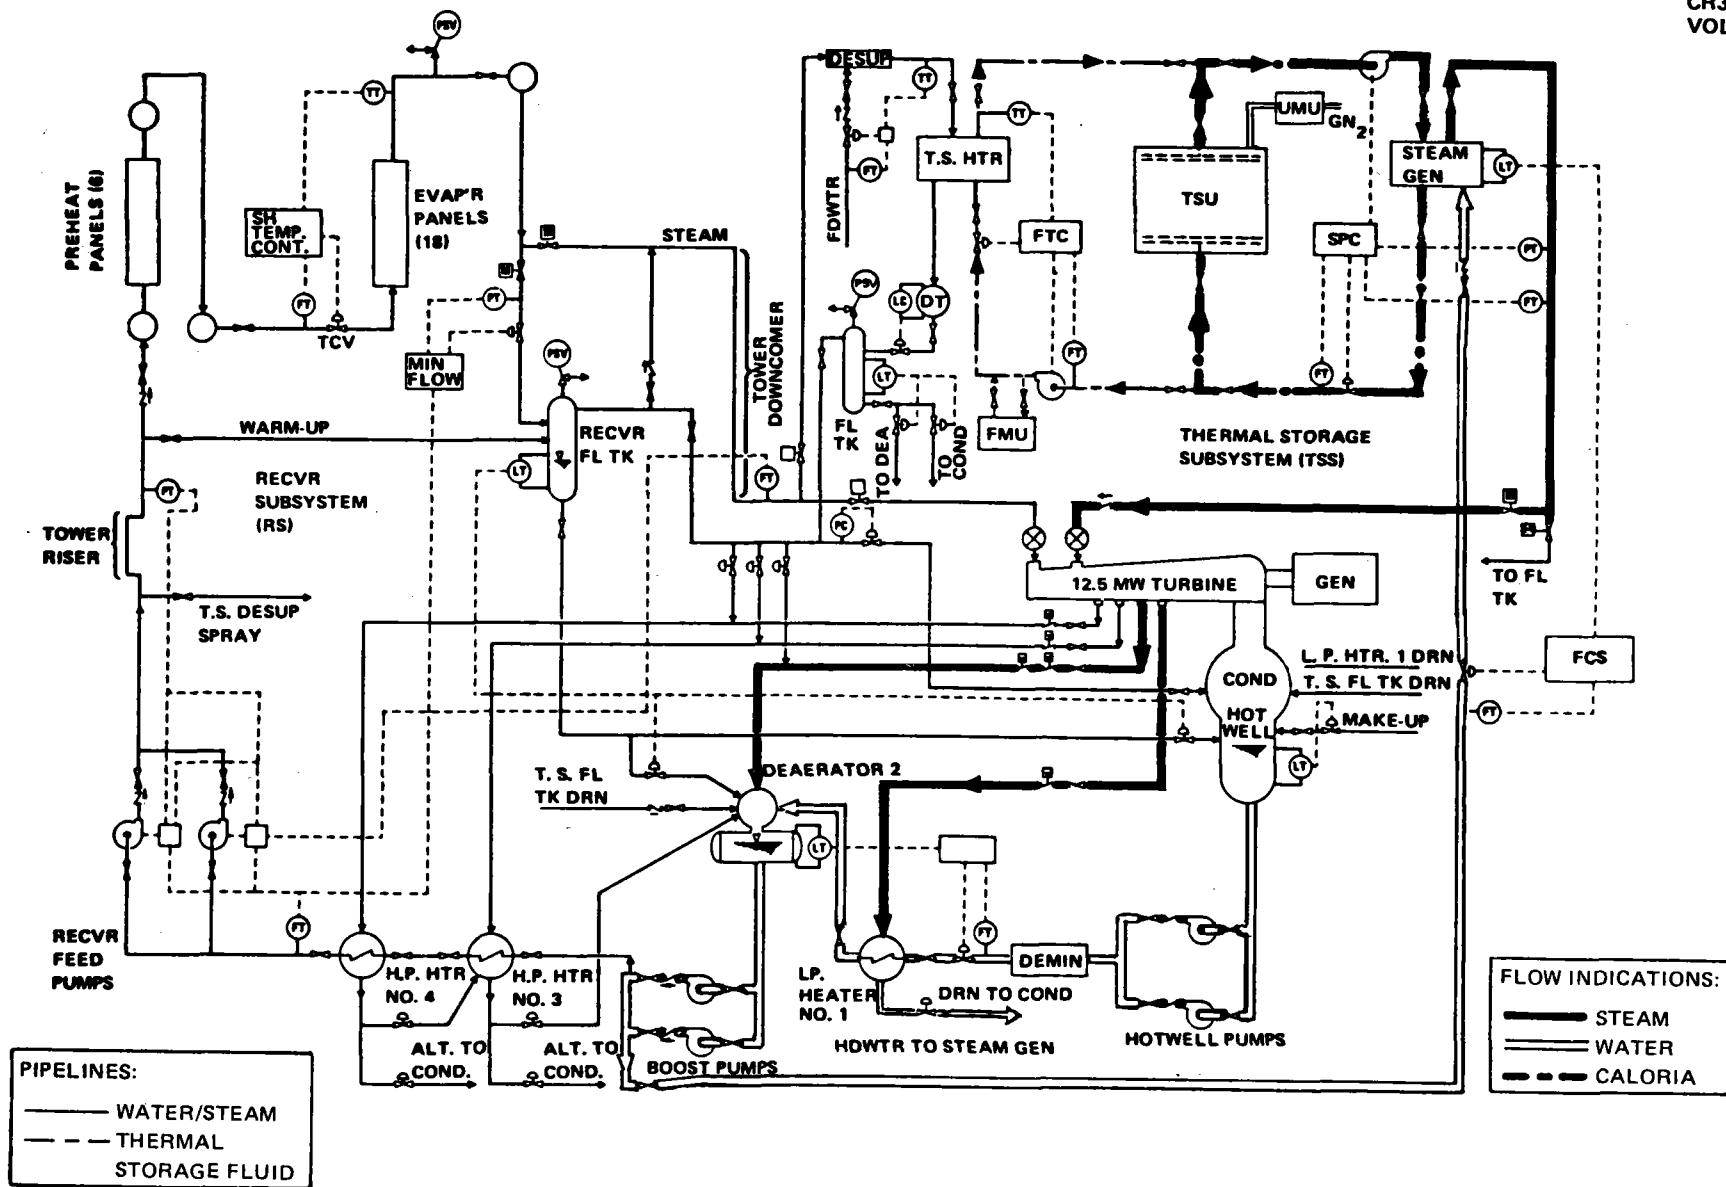 CR3
VOL
PSV
TT
PREHEAT
PANELS (6)
SH
TEMP.
CONT.
EVAP'R
PANELS
(18)
FT
TCV
M
M
PT
MIN
FLOW
PSV
STEAM
TOWER
DOWNCOMER
WARM-UP
RECVR
FL TK
LT
RECVR
SUBSYSTEM
(RS)
PT
TOWER
RISER
T.S. DESUP
SPRAY
DESUP
TT
FT
FDWTR
T.S. HTR
TT
PSV
LC
DT
LT
FL
TK
TO DEA
TO
COND
FTC
FT
FMU
TSU
UMU
GN2
STEAM
GEN
LT
SPC
PT
FT
FT
THERMAL STORAGE
SUBSYSTEM (TSS)
FT
PC
12.5 MW TURBINE
GEN
TO FL
TK
FCS
L. P. HTR. 1 DRN
T. S. FL TK DRN
COND
HOT
WELL
MAKE-UP
FT
LT
T. S. FL
TK DRN
DEAERATOR 2
LT
FT
RECVR
FEED
PUMPS
FT
H.P. HTR
NO. 4
H.P. HTR
NO. 3
ALT. TO
COND.
ALT. TO
COND.
BOOST PUMPS
LP.
HEATER
NO. 1
FT
DEMIN
DRN TO COND
HDWTR TO STEAM GEN
HOTWELL PUMPS
PIPELINES:
WATER/STEAM
THERMAL
STORAGE FLUID
FLOW INDICATIONS:
STEAM
WATER
CALORIA